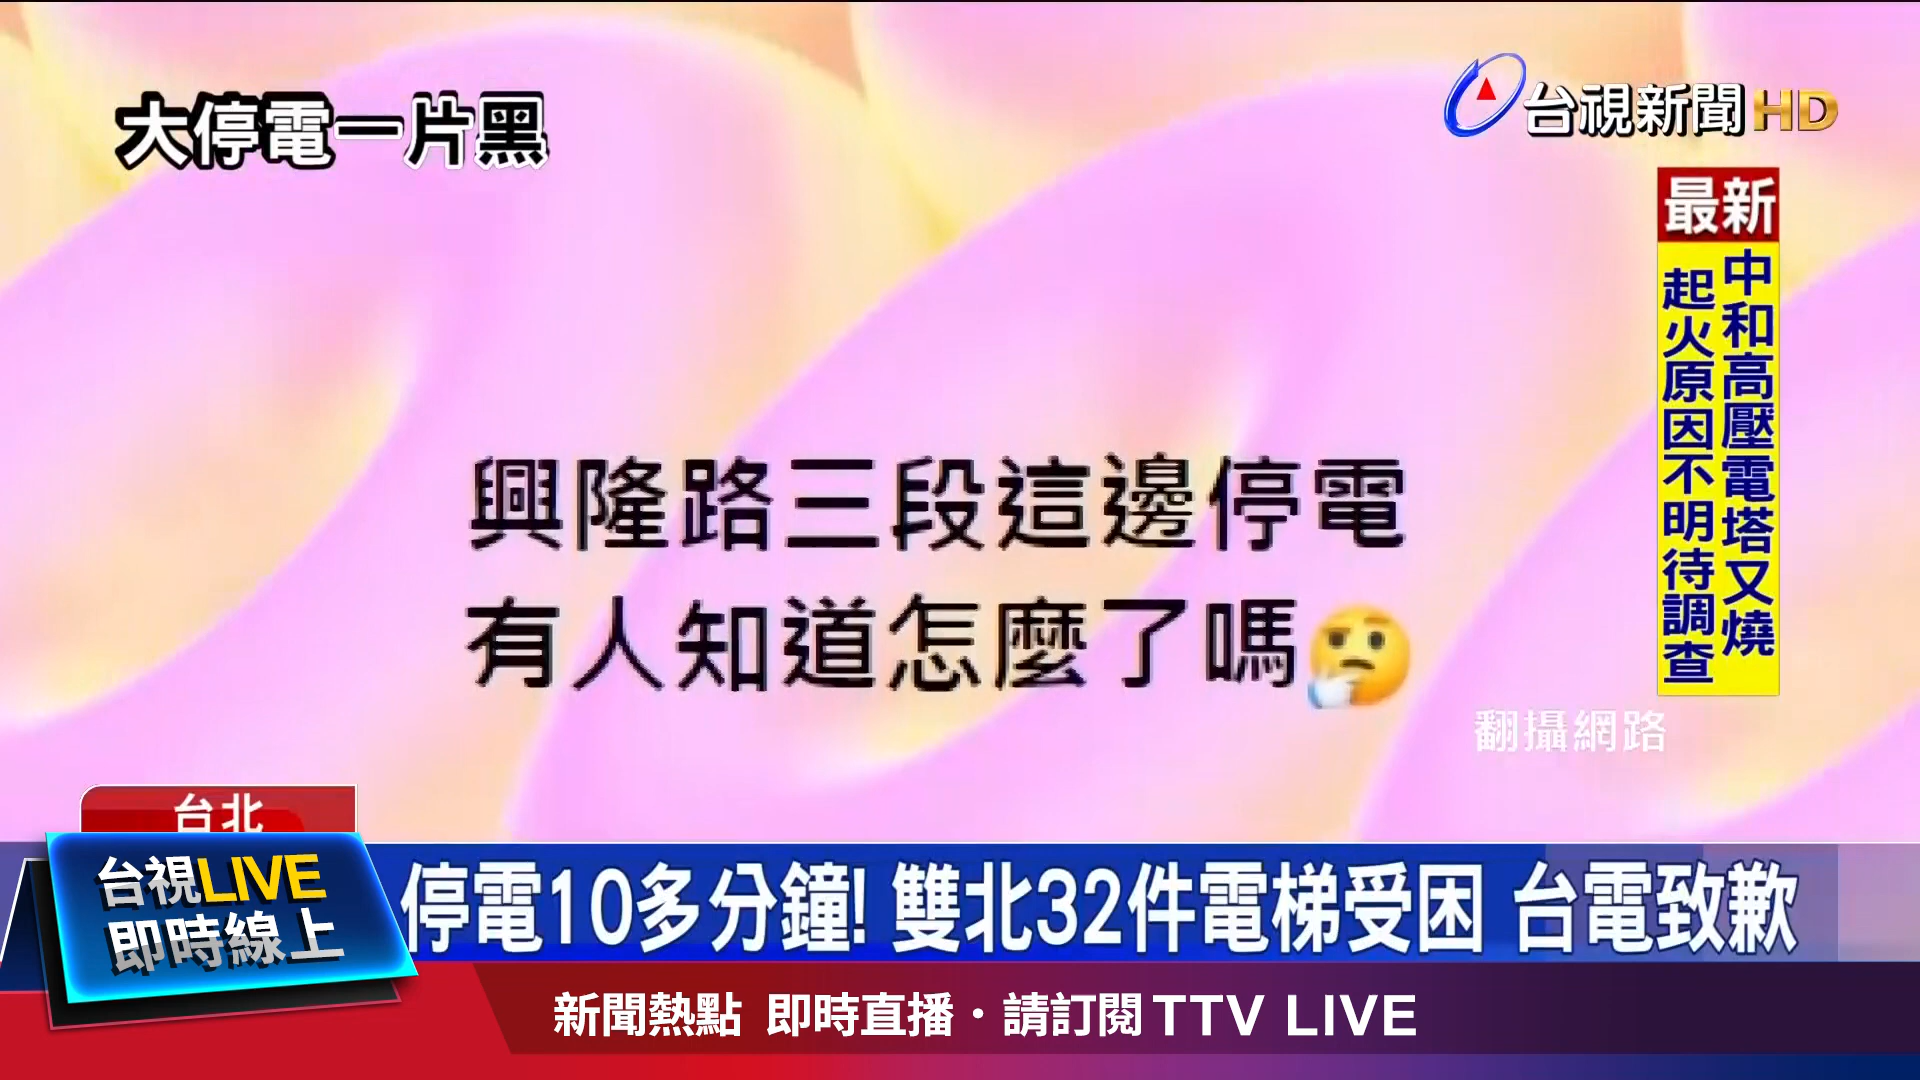 大停電一片黑
台視新聞HD
最新
中和高壓電塔又燒
起火原因不明待調查
興隆路三段這邊停電
有人知道怎麼了嗎🤔
翻攝網路
台北
台視LIVE
即時線上
停電10多分鐘! 雙北32件電梯受困 台電致歉
新聞熱點 即時直播・請訂閱TTV LIVE